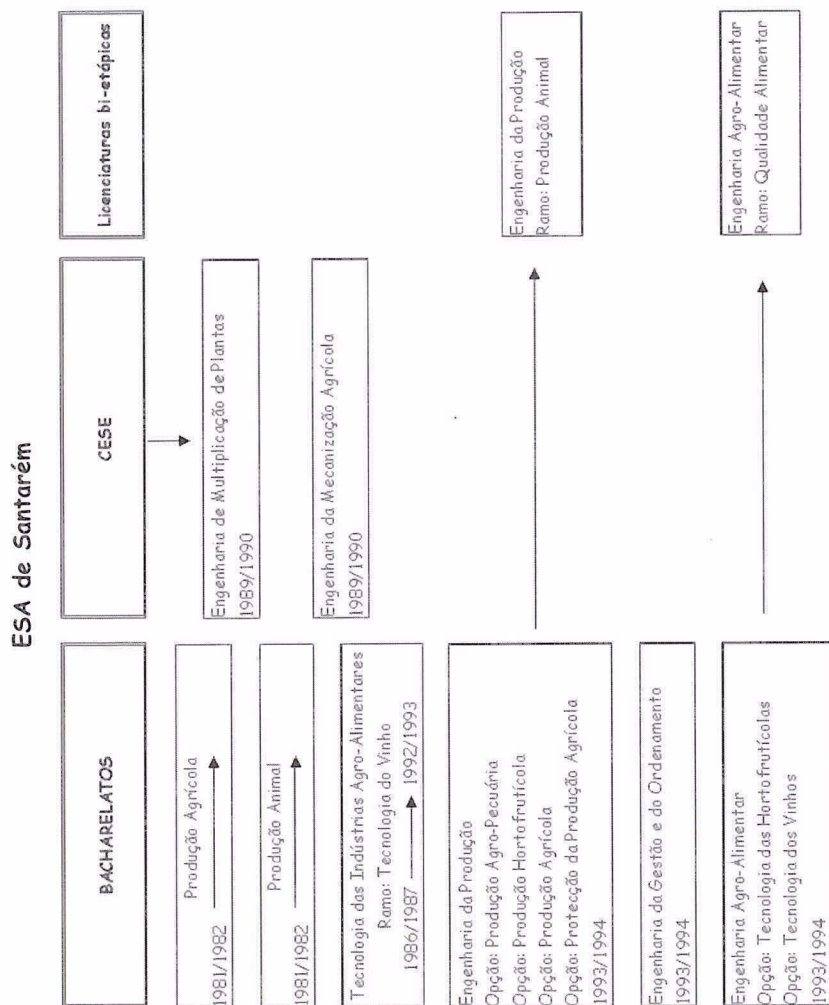 ESA de Santarém
BACHARELATOS
CESE
Licenciaturas bi-etápicas
Produção Agrícola
1981/1982
Produção Animal
1981/1982
Tecnologia das Indústrias Agro-Alimentares
Ramo: Tecnologia do Vinho
1986/1987
1992/1993
Engenharia de Multiplicação de Plantas
1989/1990
Engenharia da Mecanização Agrícola
1989/1990
Engenharia da Produção
Opção: Produção Agro-Pecuária
Opção: Produção Hortofrutícola
Opção: Produção Agrícola
Opção: Protecção da Produção Agrícola
1993/1994
Engenharia da Produção
Ramo: Produção Animal
Engenharia da Gestão e do Ordenamento
1993/1994
Engenharia Agro-Alimentar
Opção: Tecnologia das Hortofrutícolas
Opção: Tecnologia dos Vinhos
1993/1994
Engenharia Agro-Alimentar
Ramo: Qualidade Alimentar